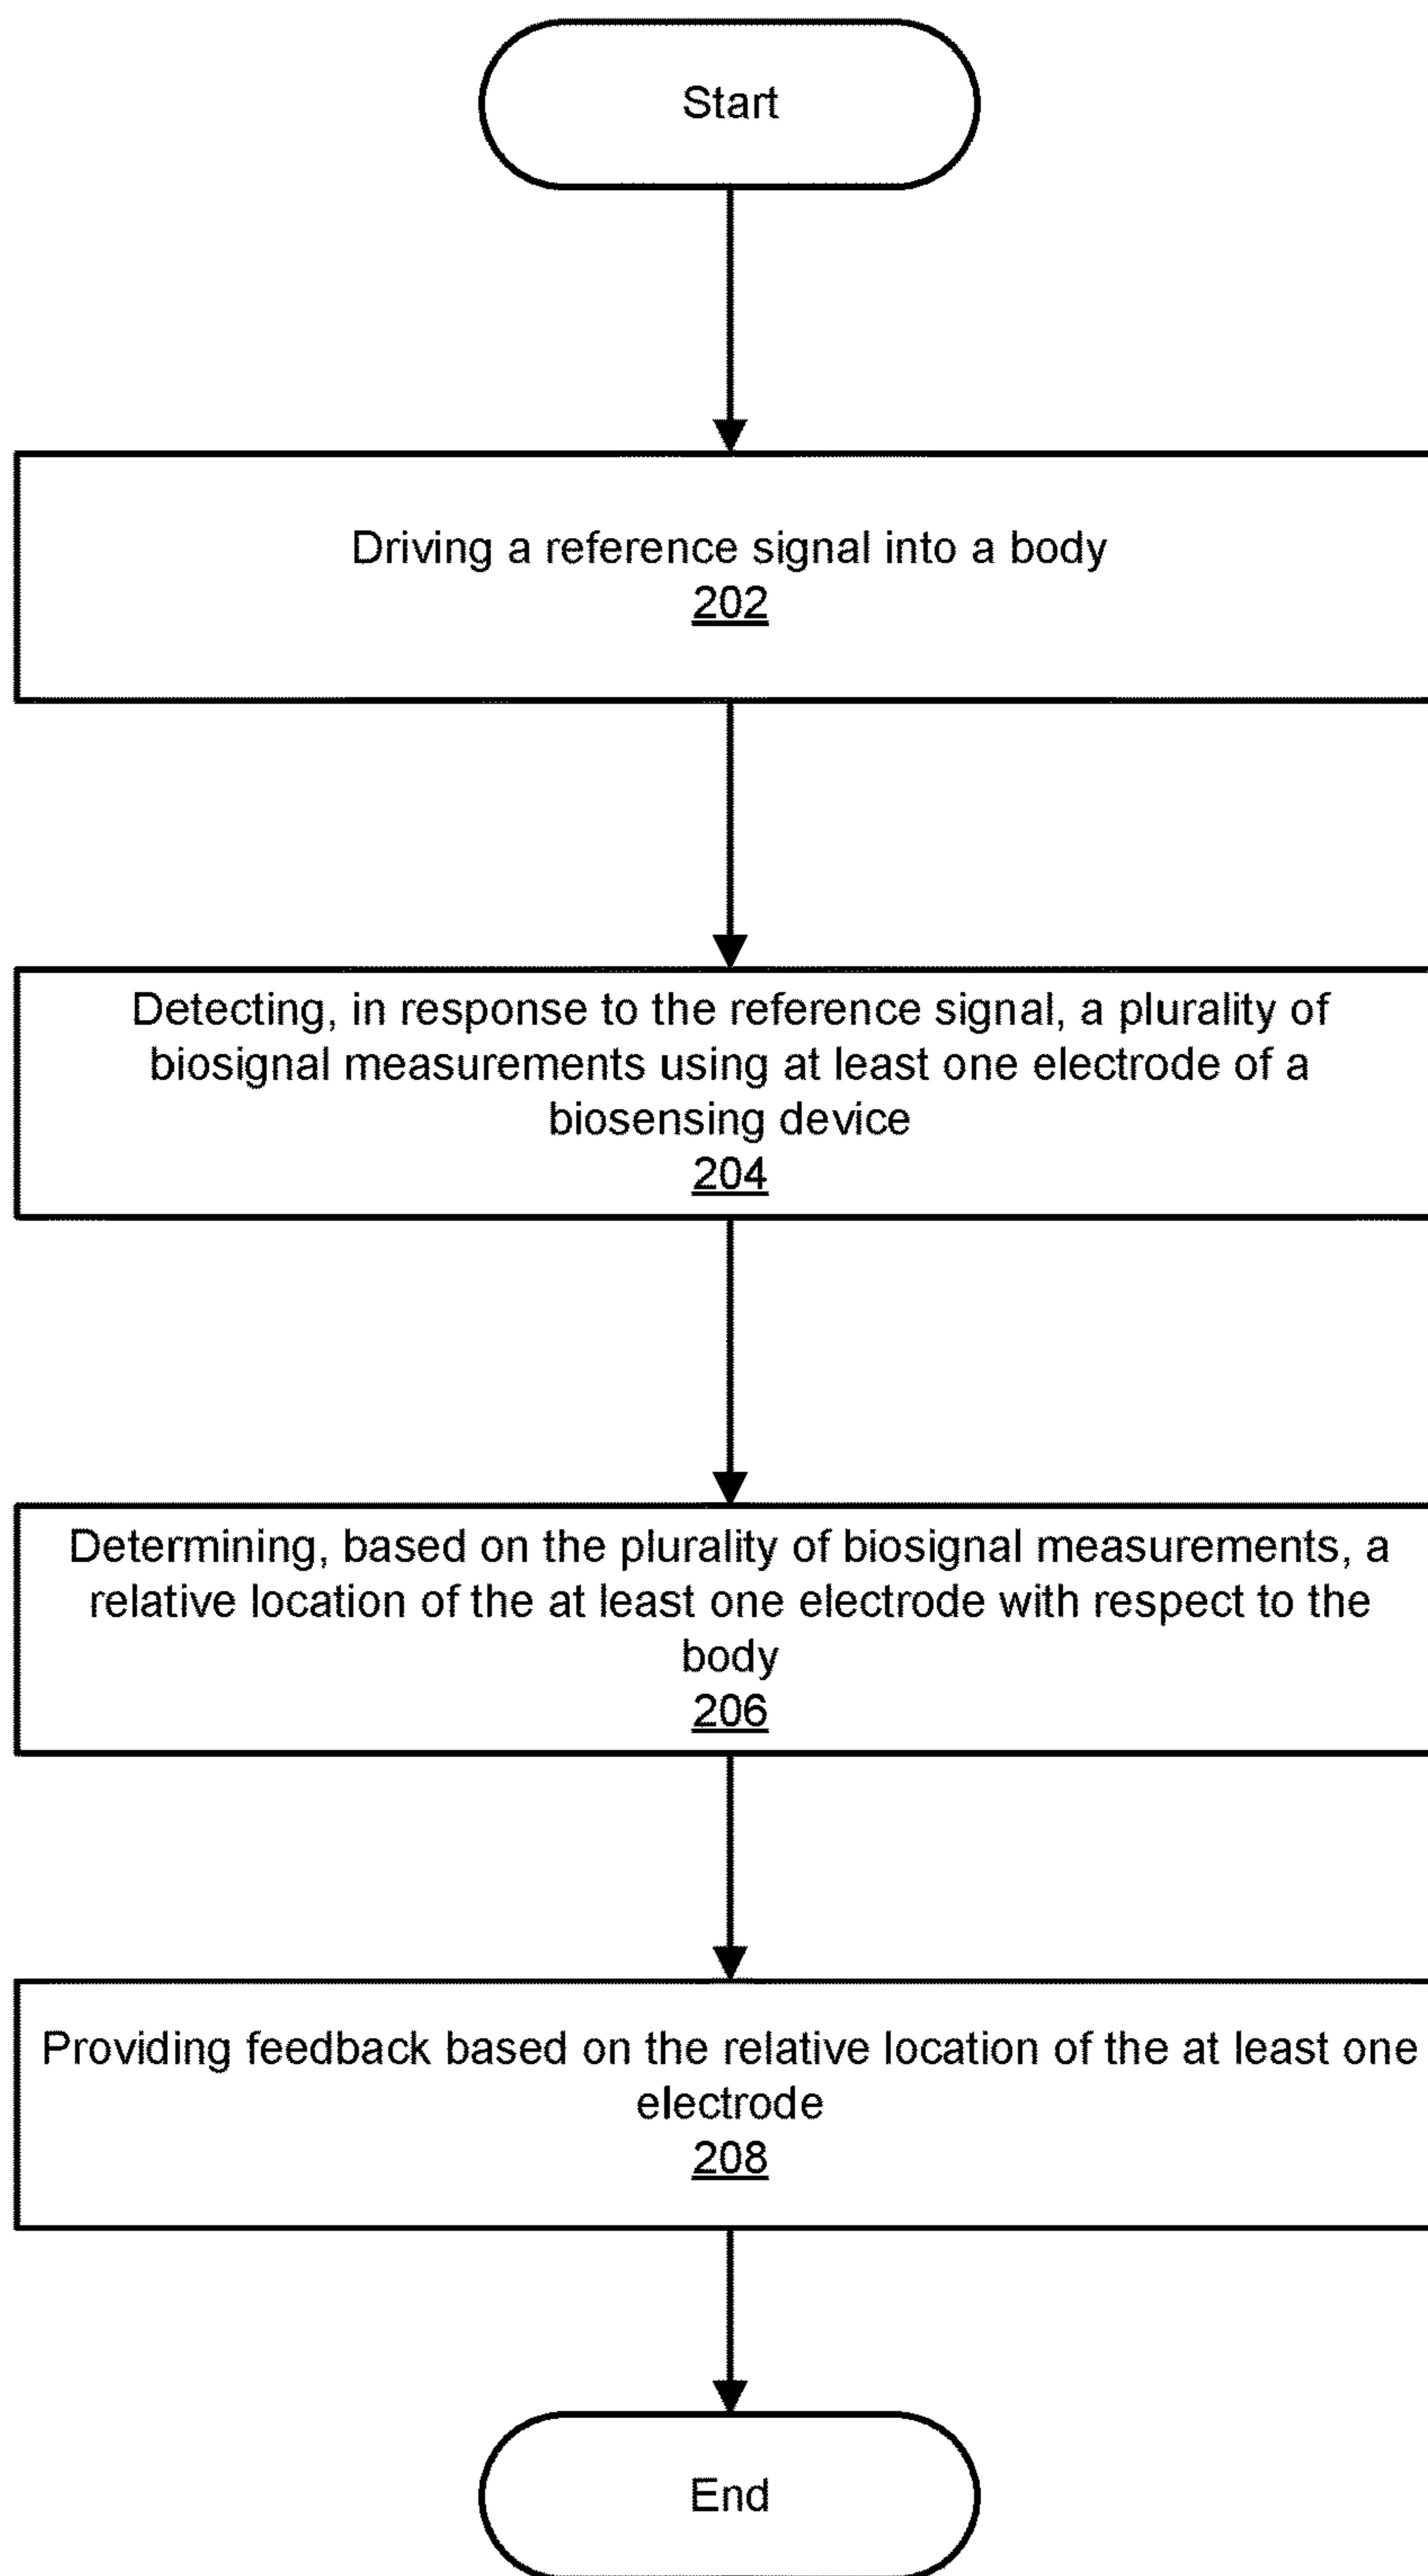 Start
Driving a reference signal into a body
202
Detecting, in response to the reference signal, a plurality of
biosignal measurements using at least one electrode of a
biosensing device
204
Determining, based on the plurality of biosignal measurements, a
relative location of the at least one electrode with respect to the
body
206
Providing feedback based on the relative location of the at least one
electrode
208
End